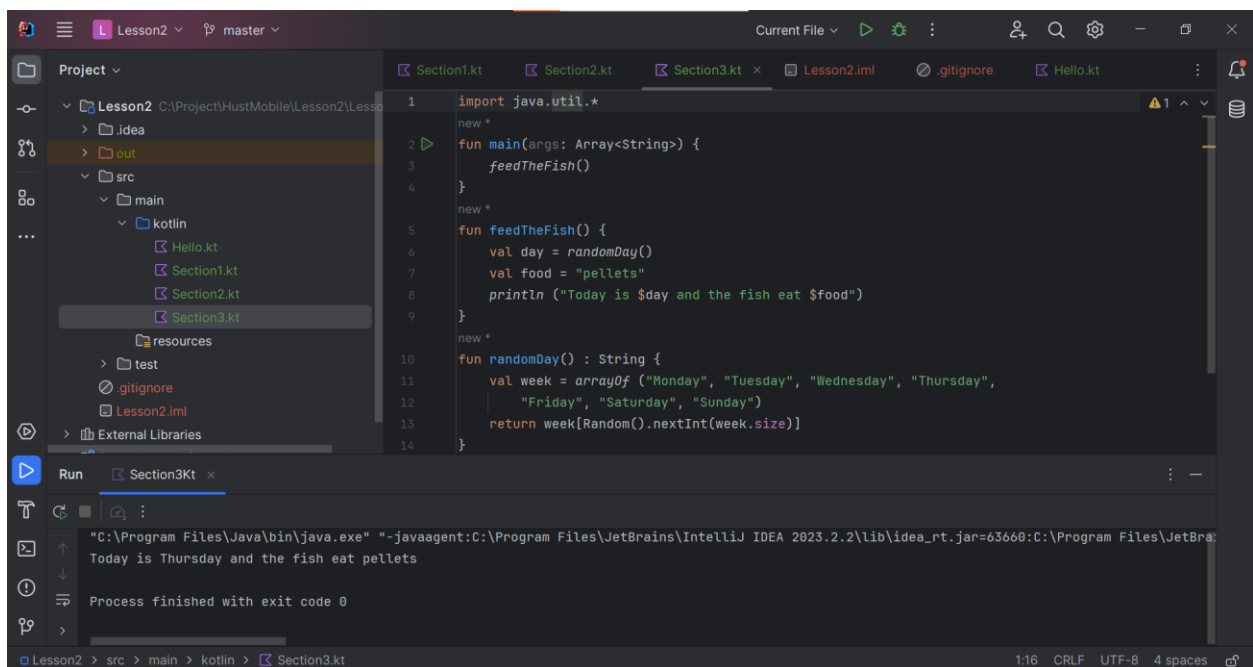 L Lesson2 master Current File
Project
Section1.kt Section2.kt Section3.kt Lesson2.iml .gitignore Hello.kt
Lesson2 C:\Project\HustMobile\Lesson2\Lesso
.idea
out
src
main
kotlin
Hello.kt
Section1.kt
Section2.kt
Section3.kt
resources
test
.gitignore
Lesson2.iml
External Libraries
1 import java.util.*
1
new *
2 fun main(args: Array<String>) {
3 feedTheFish()
4 }
new *
5 fun feedTheFish() {
6 val day = randomDay()
7 val food = "pellets"
8 println ("Today is $day and the fish eat $food")
9 }
new *
10 fun randomDay() : String {
11 val week = arrayOf ("Monday", "Tuesday", "Wednesday", "Thursday",
12 "Friday", "Saturday", "Sunday")
13 return week[Random().nextInt(week.size)]
14 }
Run Section3Kt
"C:\Program Files\Java\bin\java.exe" "-javaagent:C:\Program Files\JetBrains\IntelliJ IDEA 2023.2.2\lib\idea_rt.jar=63660:C:\Program Files\JetBra
Today is Thursday and the fish eat pellets
Process finished with exit code 0
Lesson2 > src > main > kotlin > Section3.kt 1:16 CRLF UTF-8 4 spaces